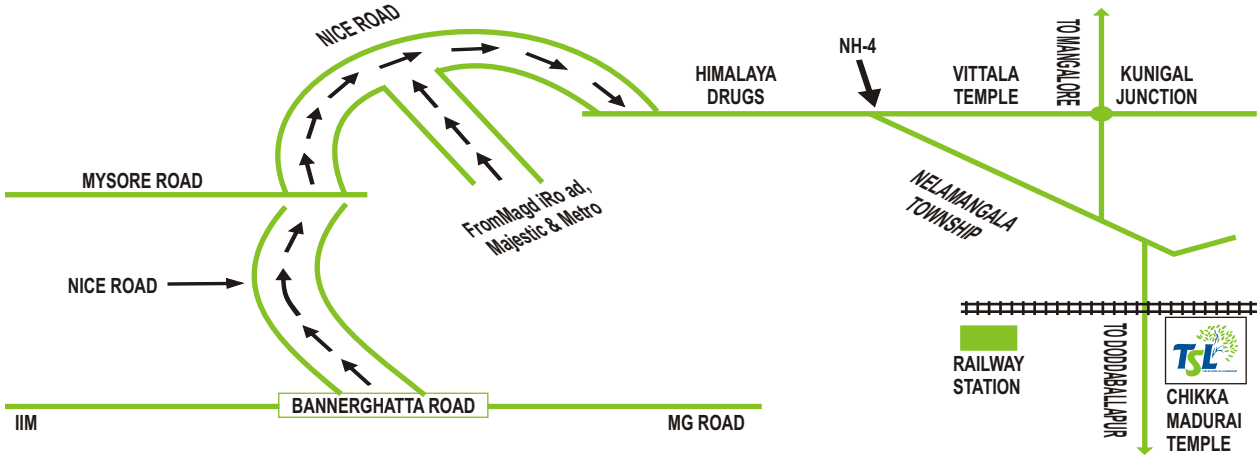 NICE ROAD
HIMALAYA
DRUGS
NH-4
VITTALA
TEMPLE
TO MANGALORE
KUNIGAL
JUNCTION
MYSORE ROAD
FromMagd iRo ad,
Majestic & Metro
NELAMANGALA
TOWNSHIP
NICE ROAD
RAILWAY
STATION
TO DODDABALLAPUR
TSL
CHIKKA
MADURAI
TEMPLE
BANNERGHATTA ROAD
IIM
MG ROAD